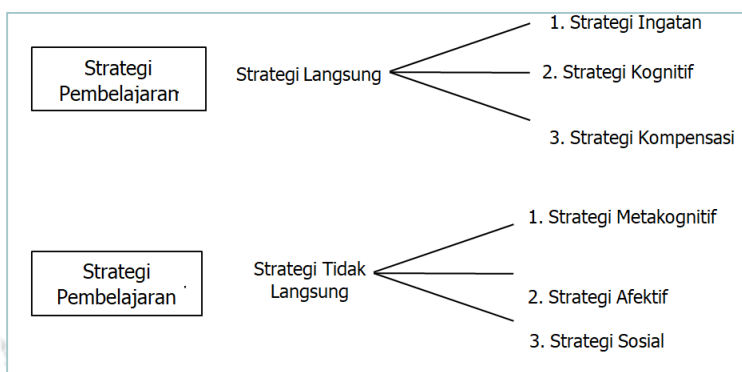 1. Strategi Ingatan
Strategi
Pembelajaran
Strategi Langsung
2. Strategi Kognitif
3. Strategi Kompensasi
1. Strategi Metakognitif
Strategi
Pembelajaran
Strategi Tidak
Langsung
2. Strategi Afektif
3. Strategi Sosial